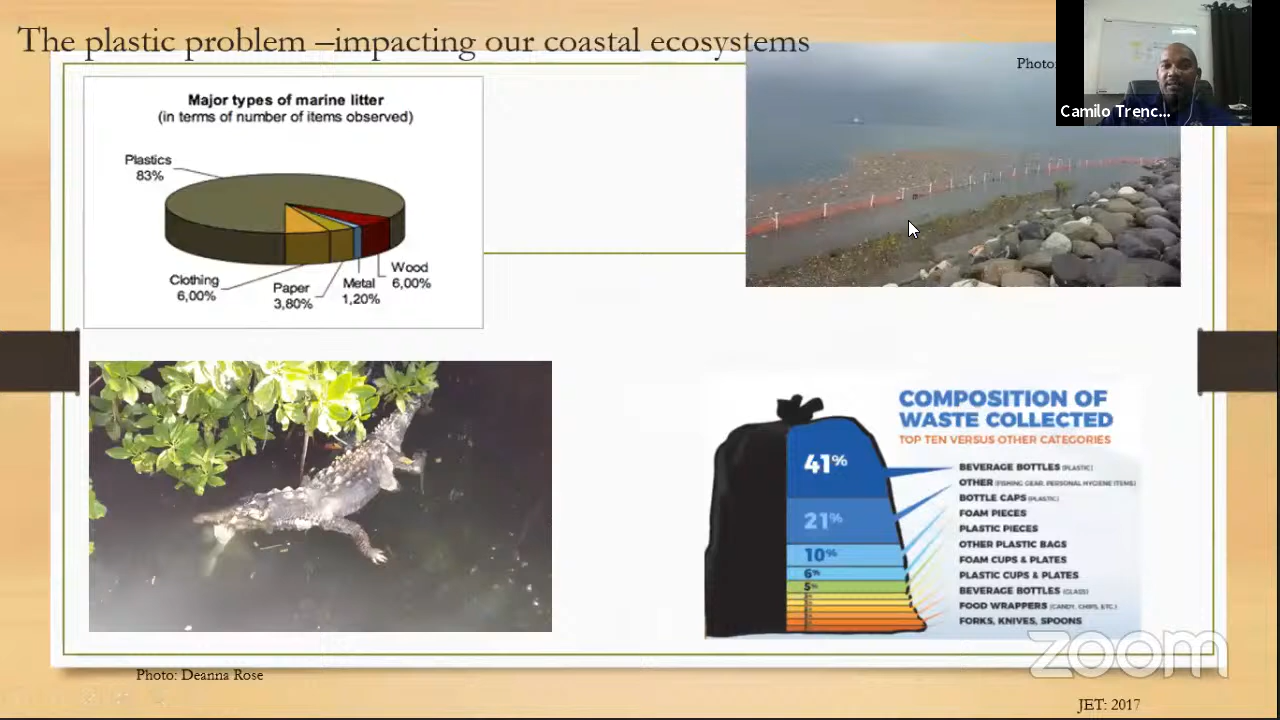 The plastic problem –impacting our coastal ecosystems
Photo:
Camilo Trenc...
Major types of marine litter
(in terms of number of items observed)
Plastics
83%
Clothing
6,00%
Paper
3,80%
Metal
1,20%
Wood
6,00%
COMPOSITION OF
WASTE COLLECTED
TOP TEN VERSUS OTHER CATEGORIES
41%
21%
10%
6%
5%
BEVERAGE BOTTLES (PLASTIC)
OTHER (FISHING GEAR, PERSONAL HYGIENE ITEMS)
BOTTLE CAPS (PLASTIC)
FOAM PIECES
PLASTIC PIECES
OTHER PLASTIC BAGS
FOAM CUPS & PLATES
PLASTIC CUPS & PLATES
BEVERAGE BOTTLES (GLASS)
FOOD WRAPPERS (CANDY, CHIPS, ETC.)
FORKS, KNIVES, SPOONS
zoom
Photo: Deanna Rose
JET: 2017